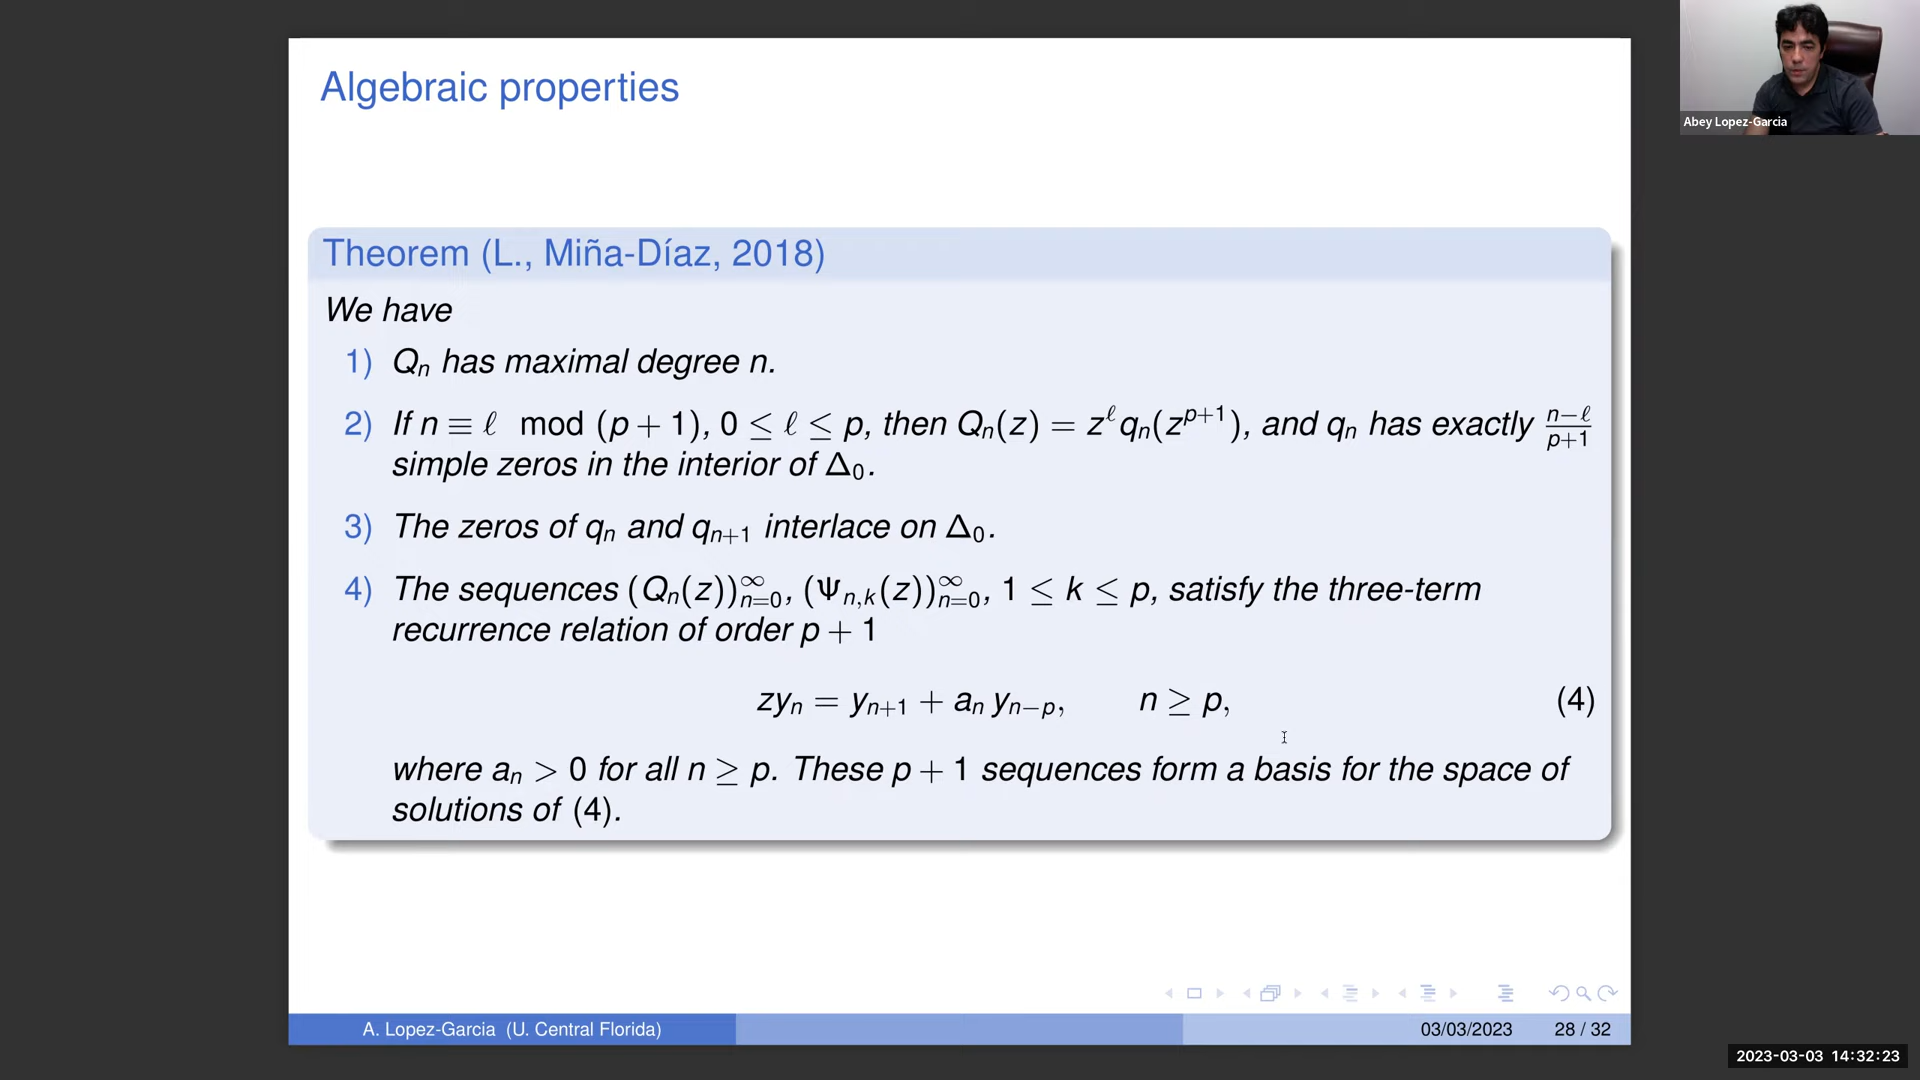 Algebraic properties
Abey Lopez-Garcia
Theorem (L., Miña-Díaz, 2018)
We have
1) Qₙ has maximal degree n.
2) If n ≡ ℓ mod (p + 1), 0 ≤ ℓ ≤ p, then Qₙ(z) = z^ℓ qₙ(z^{p+1}), and qₙ has exactly \frac{n−ℓ}{p+1}
simple zeros in the interior of Δ₀.
3) The zeros of qₙ and qₙ₊₁ interlace on Δ₀.
4) The sequences (Qₙ(z))_{n=0}^∞, (Ψ_{n,k}(z))_{n=0}^∞, 1 ≤ k ≤ p, satisfy the three-term
recurrence relation of order p + 1
zyₙ = yₙ₊₁ + aₙ y_{n−p}, n ≥ p, (4)
where aₙ > 0 for all n ≥ p. These p + 1 sequences form a basis for the space of
solutions of (4).
A. Lopez-Garcia (U. Central Florida) 03/03/2023 28 / 32
2023-03-03 14:32:23